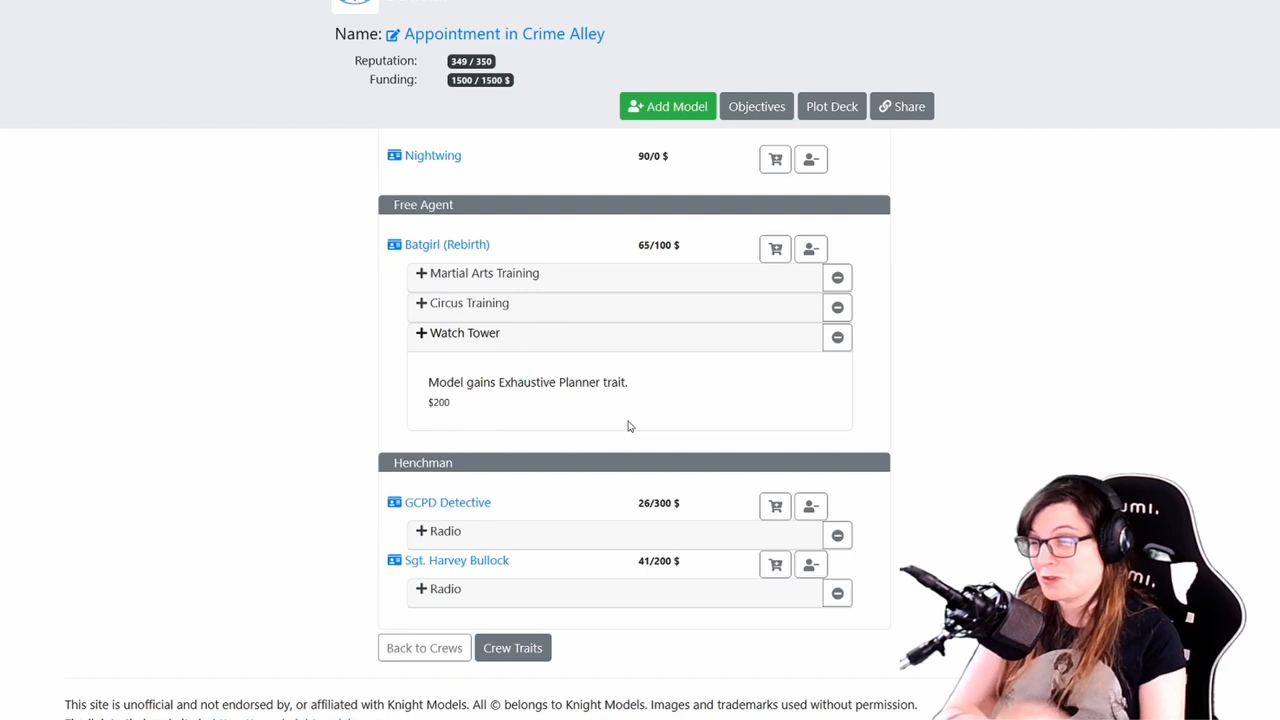 Name: Appointment in Crime Alley
Reputation: 349 / 350
Funding: 1500 / 1500 $
Add Model Objectives Plot Deck Share
Nightwing 90/0 $
Free Agent
Batgirl (Rebirth) 65/100 $
Martial Arts Training
Circus Training
Watch Tower
Model gains Exhaustive Planner trait.
$200
Henchman
GCPD Detective 26/300 $
Radio
Sgt. Harvey Bullock 41/200 $
Radio
Back to Crews Crew Traits
This site is unofficial and not endorsed by, or affiliated with Knight Models. All © belongs to Knight Models. Images and trademarks used without permission.